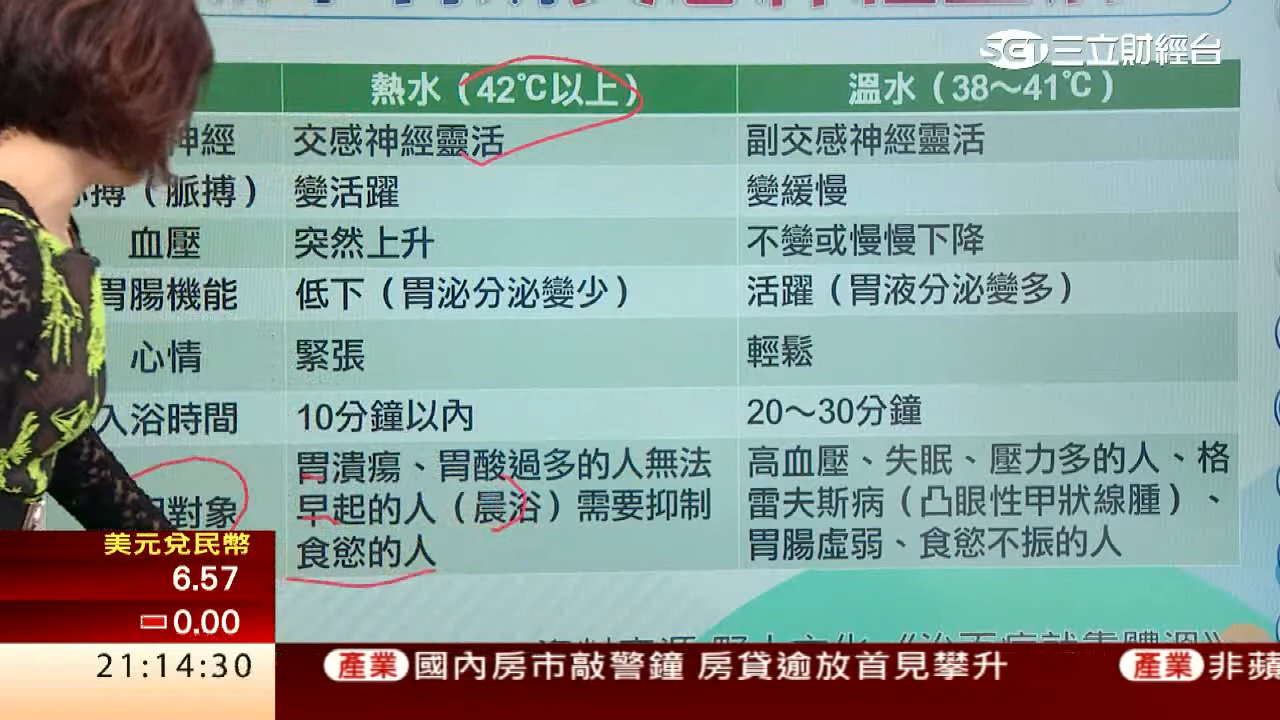 SET 三立財經台
熱水（42℃以上） 溫水（38～41℃）
神經 交感神經靈活 副交感神經靈活
搏（脈搏） 變活躍 變緩慢
血壓 突然上升 不變或慢慢下降
胃腸機能 低下（胃泌分泌變少） 活躍（胃液分泌變多）
心情 緊張 輕鬆
入浴時間 10分鐘以內 20～30分鐘
對象 胃潰瘍、胃酸過多的人無法 高血壓、失眠、壓力多的人、格
早起的人（晨浴）需要抑制 雷夫斯病（凸眼性甲狀線腫）、
食慾的人 胃腸虛弱、食慾不振的人
美元兌民幣
6.57
0.00
21:14:30
產業 國內房市敲警鐘 房貸逾放首見攀升 產業 非蘋